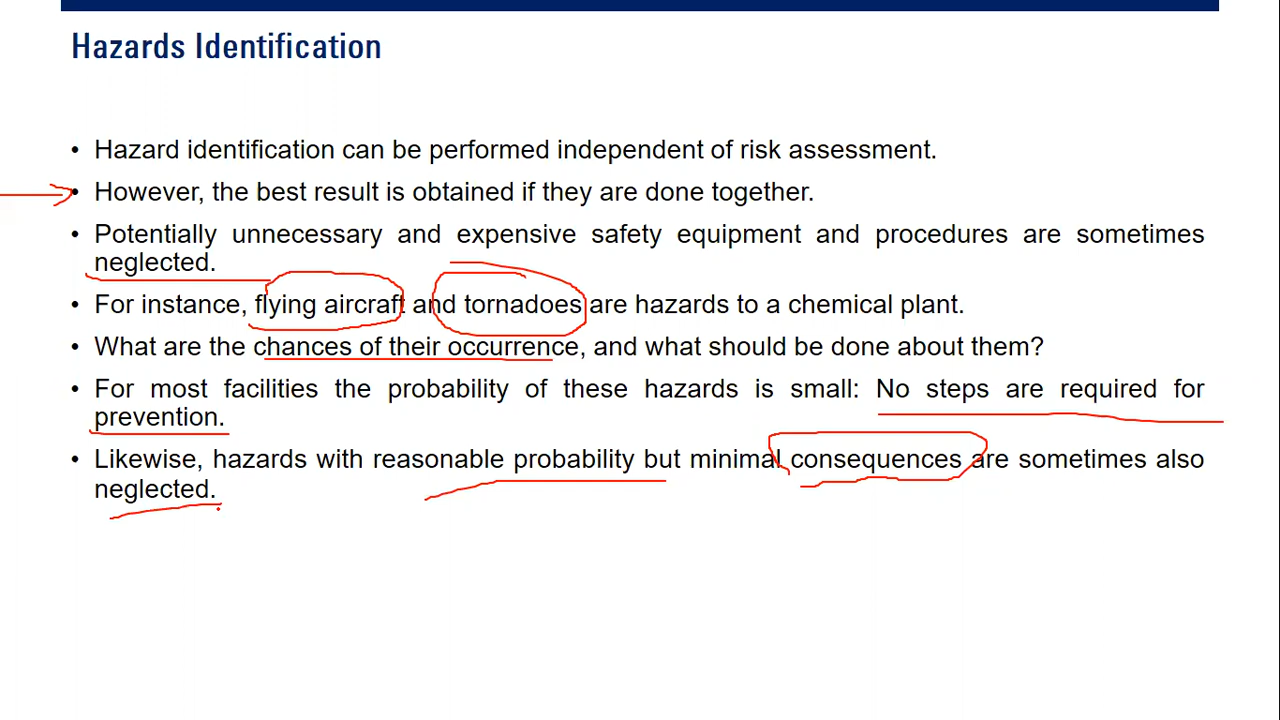 Hazards Identification
• Hazard identification can be performed independent of risk assessment.
• However, the best result is obtained if they are done together.
• Potentially unnecessary and expensive safety equipment and procedures are sometimes
neglected.
• For instance, flying aircraft and tornadoes are hazards to a chemical plant.
• What are the chances of their occurrence, and what should be done about them?
• For most facilities the probability of these hazards is small: No steps are required for
prevention.
• Likewise, hazards with reasonable probability but minimal consequences are sometimes also
neglected.